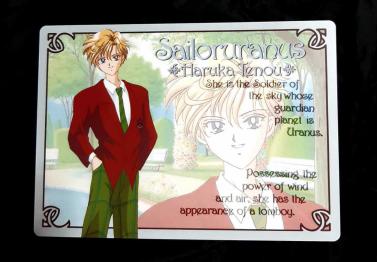 Sailoruranus
Haruka Tenou
She is the Soldier of
the sky whose
guardian
planet is
Uranus.
Possessing the
power of wind
and air, she has the
appearance of a tomboy.